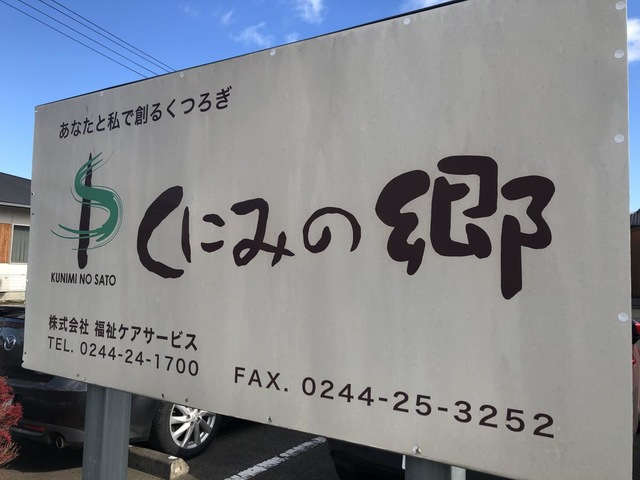 あなたと私で創るくつろぎ
くにみの郷
KUNIMI NO SATO
株式会社 福祉ケアサービス
TEL. 0244-24-1700
FAX. 0244-25-3252